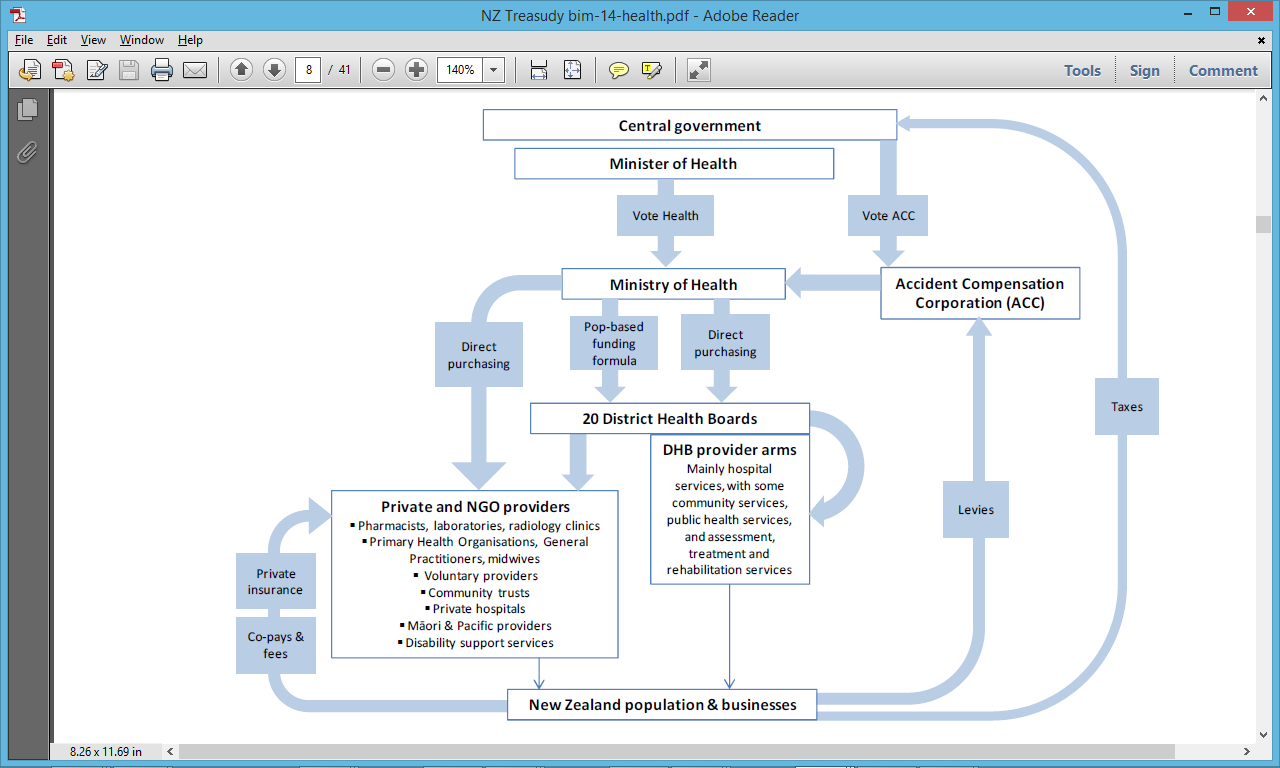 NZ Treasudy bim-14-health.pdf - Adobe Reader
File Edit View Window Help
8 / 41
140%
Tools Sign Comment
Central government
Minister of Health
Vote Health
Vote ACC
Ministry of Health
Accident Compensation
Corporation (ACC)
Direct
purchasing
Pop-based
funding
formula
Direct
purchasing
Taxes
20 District Health Boards
DHB provider arms
Mainly hospital
services, with some
community services,
public health services,
and assessment,
treatment and
rehabilitation services
Levies
Private and NGO providers
▪ Pharmacists, laboratories, radiology clinics
▪ Primary Health Organisations, General
Practitioners, midwives
▪ Voluntary providers
▪ Community trusts
▪ Private hospitals
▪ Māori & Pacific providers
▪ Disability support services
Private
insurance
Co-pays &
fees
New Zealand population & businesses
8.26 x 11.69 in